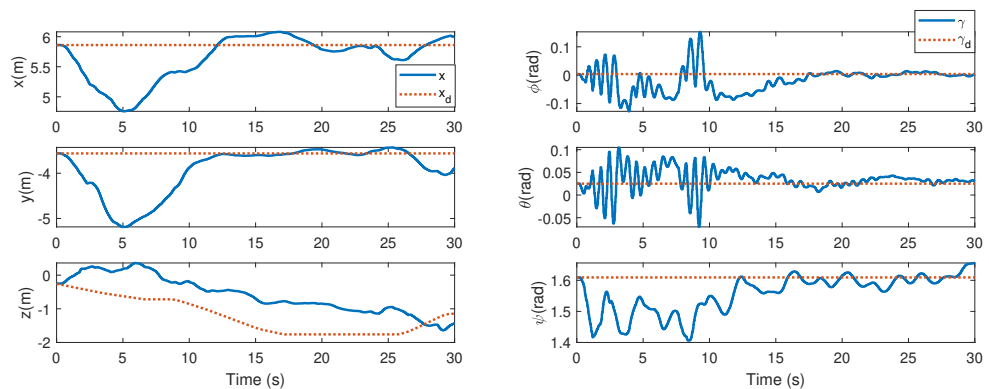 6
5.5
5
x(m)
x
x_d
0 5 10 15 20 25 30
-4
-5
y(m)
0 5 10 15 20 25 30
0
-1
-2
z(m)
0 5 10 15 20 25 30
Time (s)
γ
γ_d
0.1
0
-0.1
ϕ(rad)
0 5 10 15 20 25 30
0.1
0.05
0
-0.05
θ(rad)
0 5 10 15 20 25 30
1.6
1.5
1.4
ψ(rad)
0 5 10 15 20 25 30
Time (s)